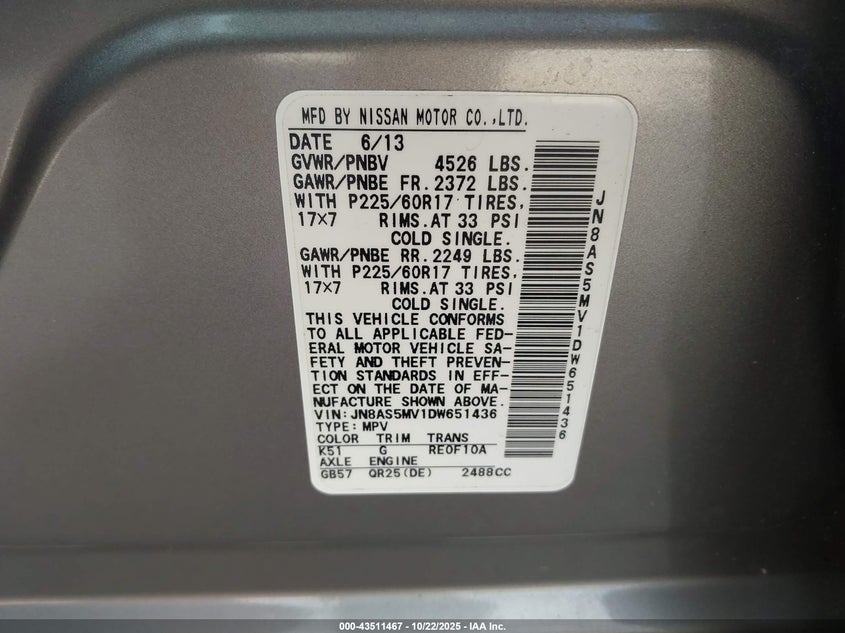 MFD BY NISSAN MOTOR CO.,LTD.
DATE 6/13
GVWR/PNBV 4526 LBS.
GAWR/PNBE FR. 2372 LBS.
WITH P225/60R17 TIRES,
17×7 RIMS.AT 33 PSI
COLD SINGLE.
GAWR/PNBE RR. 2249 LBS.
WITH P225/60R17 TIRES,
17×7 RIMS.AT 33 PSI
COLD SINGLE.
THIS VEHICLE CONFORMS
TO ALL APPLICABLE FED-
ERAL MOTOR VEHICLE SA-
FETY AND THEFT PREVEN-
TION STANDARDS IN EFF-
ECT ON THE DATE OF MA-
NUFACTURE SHOWN ABOVE.
VIN:JN8AS5MV1DW651436
TYPE: MPV
COLOR TRIM TRANS
K51 G RE0F10A
AXLE ENGINE
GB57 QR25(DE) 2488CC
JN8AS5MV1DW651436
000-43511467 - 10/22/2025 - IAA Inc.